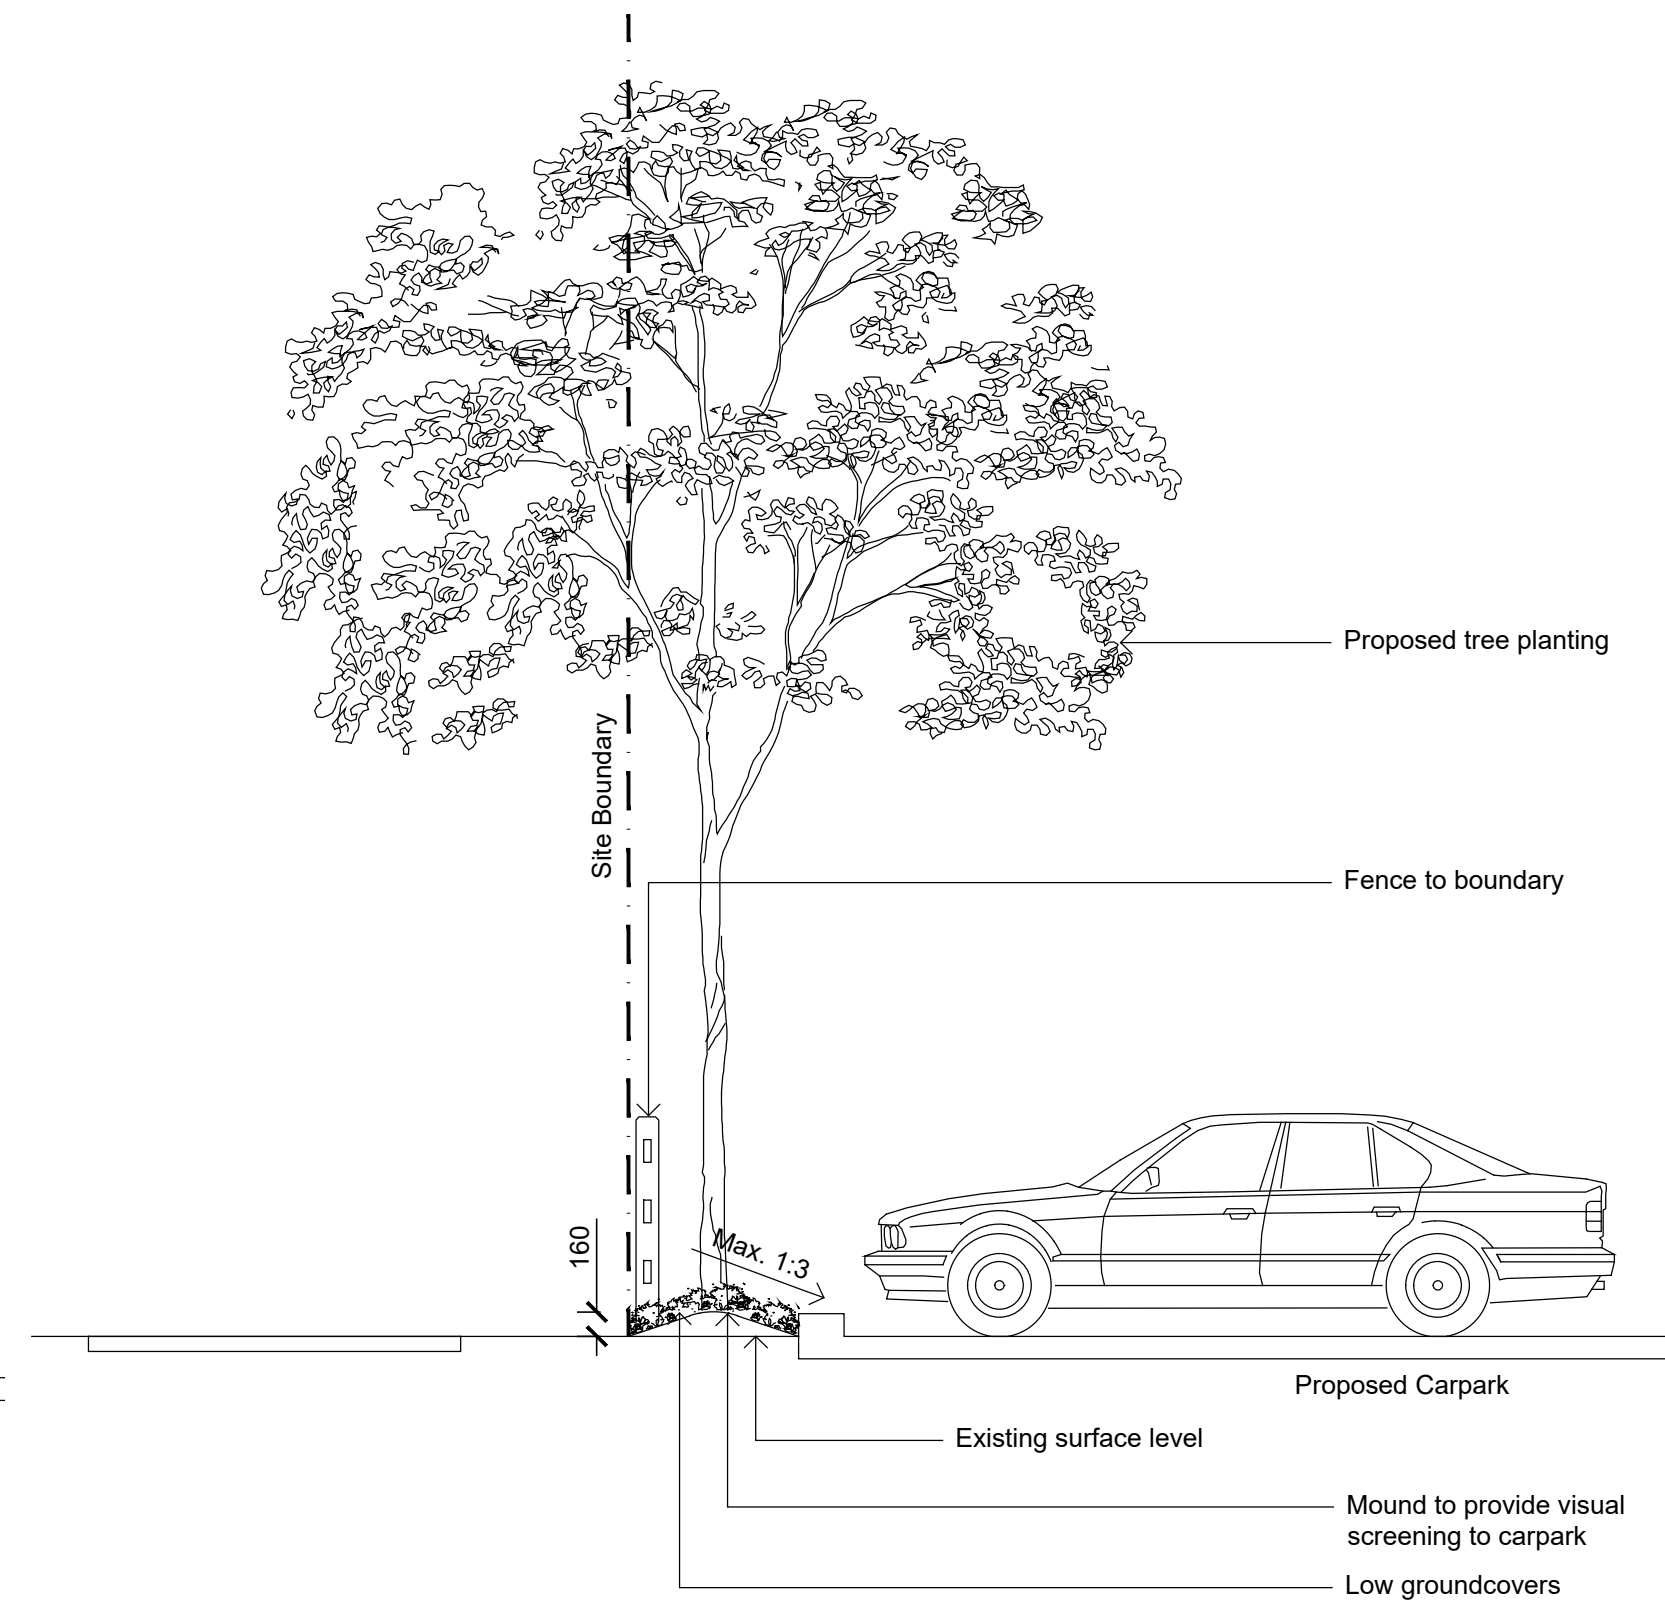 Proposed tree planting
Site Boundary
Fence to boundary
160
Max. 1:3
Proposed Carpark
Existing surface level
Mound to provide visual
screening to carpark
Low groundcovers